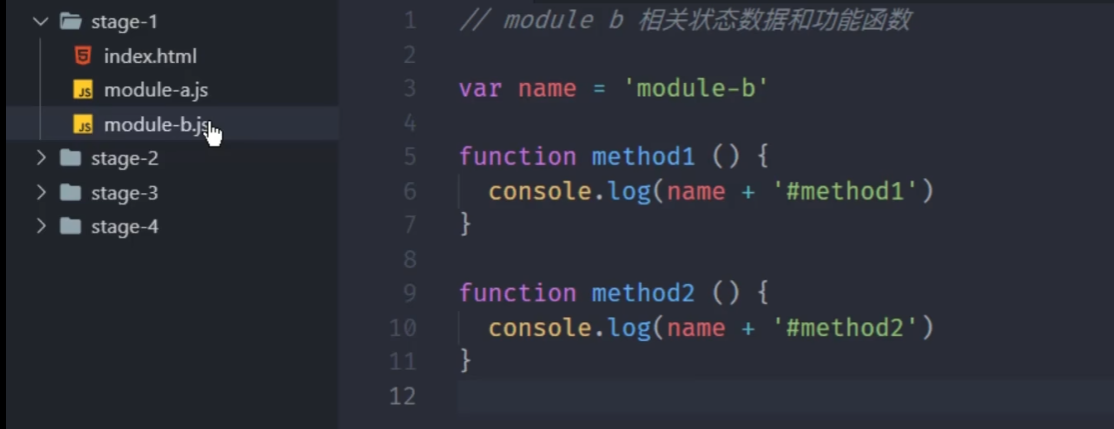 stage-1
index.html
module-a.js
module-b.js
stage-2
stage-3
stage-4
1 // module b 相关状态数据和功能函数
2
3 var name = 'module-b'
4
5 function method1 () {
6   console.log(name + '#method1')
7 }
8
9 function method2 () {
10   console.log(name + '#method2')
11 }
12